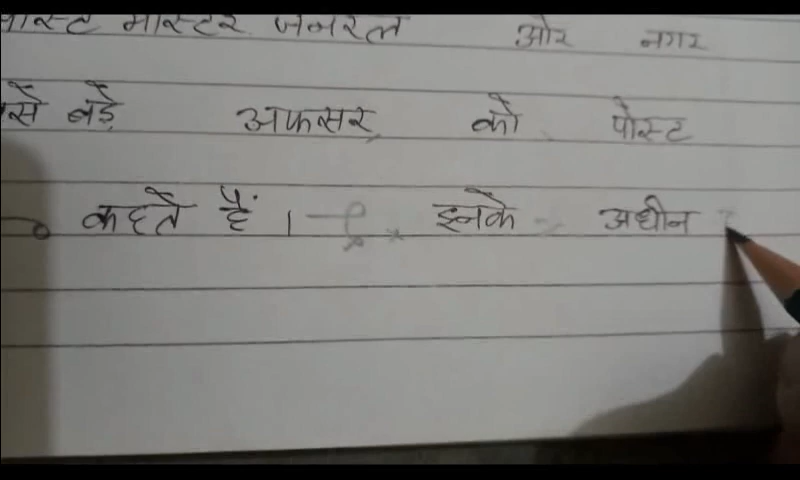 पोस्ट मास्टर जनरल और नगर
से बड़े अफसर को पोस्ट
कहते हैं । इनके अधीन